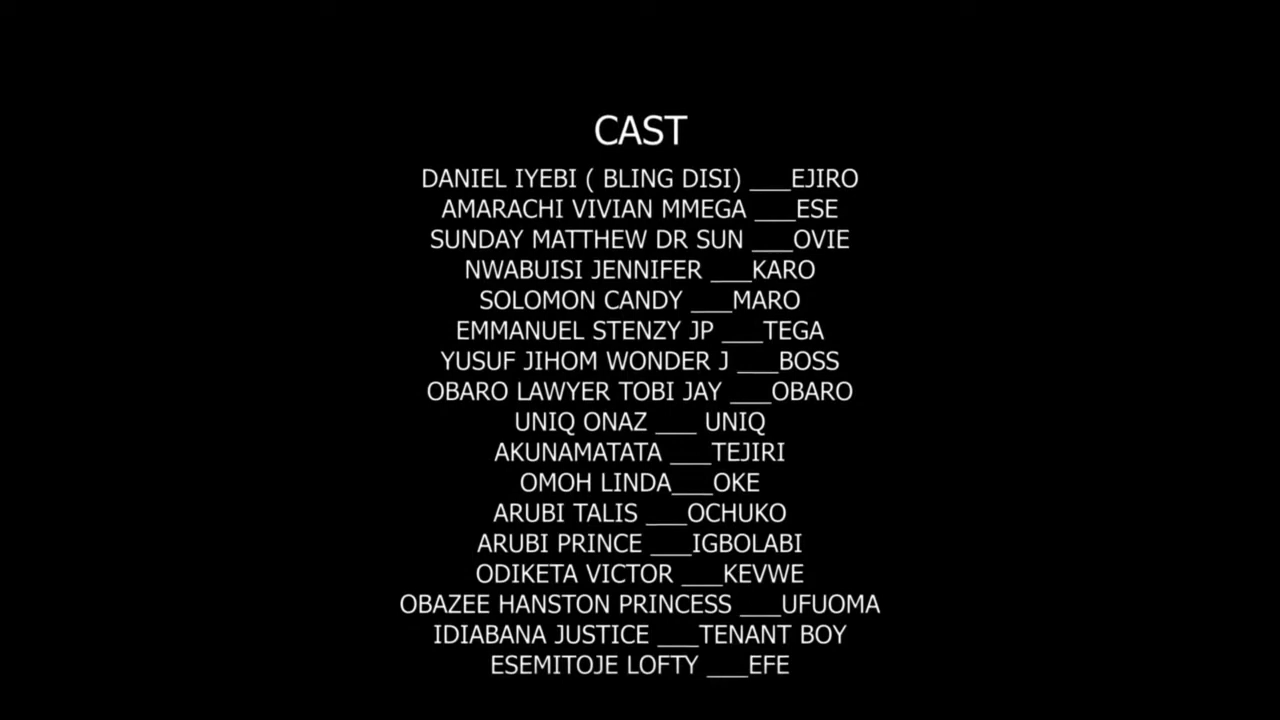 CAST
DANIEL IYEBI ( BLING DISI) ___EJIRO
AMARACHI VIVIAN MMEGA ___ESE
SUNDAY MATTHEW DR SUN ___OVIE
NWABUISI JENNIFER ___KARO
SOLOMON CANDY ___MARO
EMMANUEL STENZY JP ___TEGA
YUSUF JIHOM WONDER J ___BOSS
OBARO LAWYER TOBI JAY ___OBARO
UNIQ ONAZ ___ UNIQ
AKUNAMATATA ___TEJIRI
OMOH LINDA___OKE
ARUBI TALIS ___OCHUKO
ARUBI PRINCE ___IGBOLABI
ODIKETA VICTOR ___KEVWE
OBAZEE HANSTON PRINCESS ___UFUOMA
IDIABANA JUSTICE ___TENANT BOY
ESEMITOJE LOFTY ___EFE